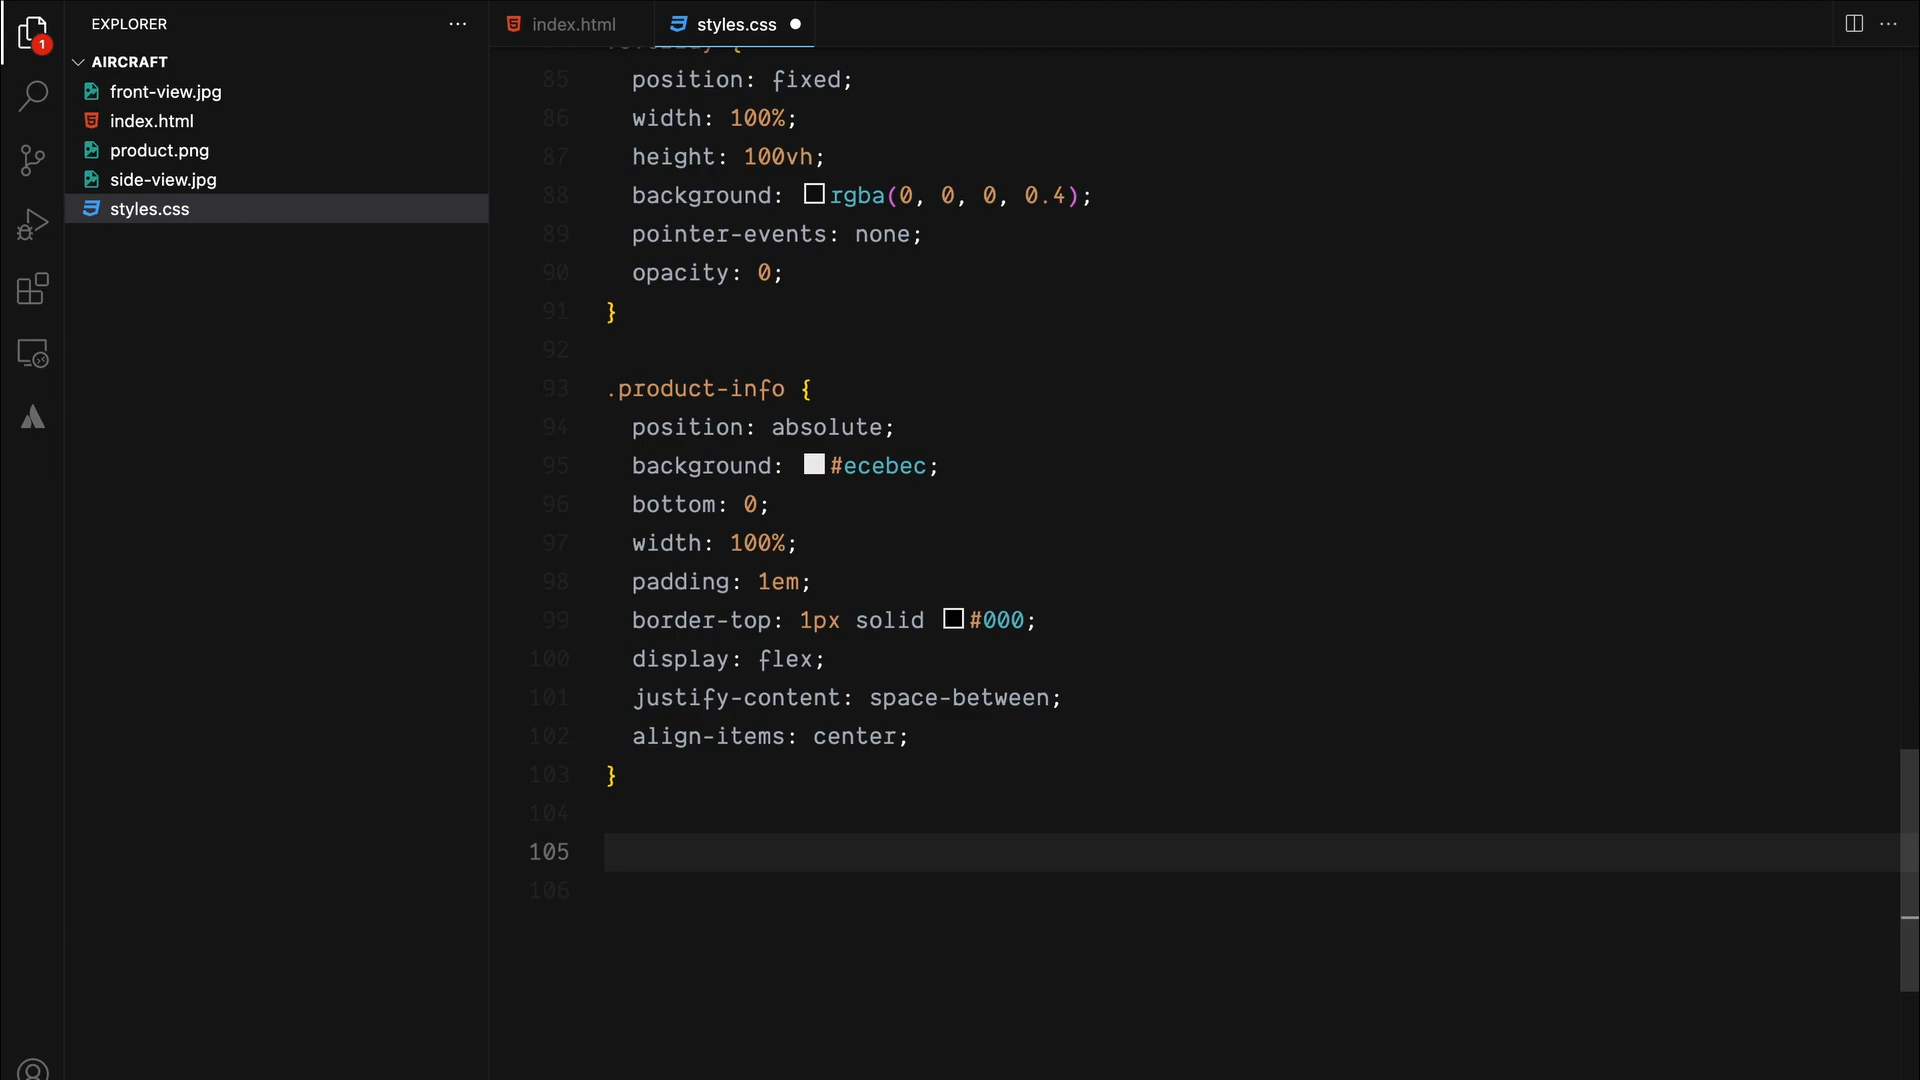 EXPLORER
1
AIRCRAFT
front-view.jpg
index.html
product.png
side-view.jpg
styles.css
index.html
styles.css
85 position: fixed;
86 width: 100%;
87 height: 100vh;
88 background: rgba(0, 0, 0, 0.4);
89 pointer-events: none;
90 opacity: 0;
91 }
92
93 .product-info {
94 position: absolute;
95 background: #ecebec;
96 bottom: 0;
97 width: 100%;
98 padding: 1em;
99 border-top: 1px solid #000;
100 display: flex;
101 justify-content: space-between;
102 align-items: center;
103 }
104
105
106